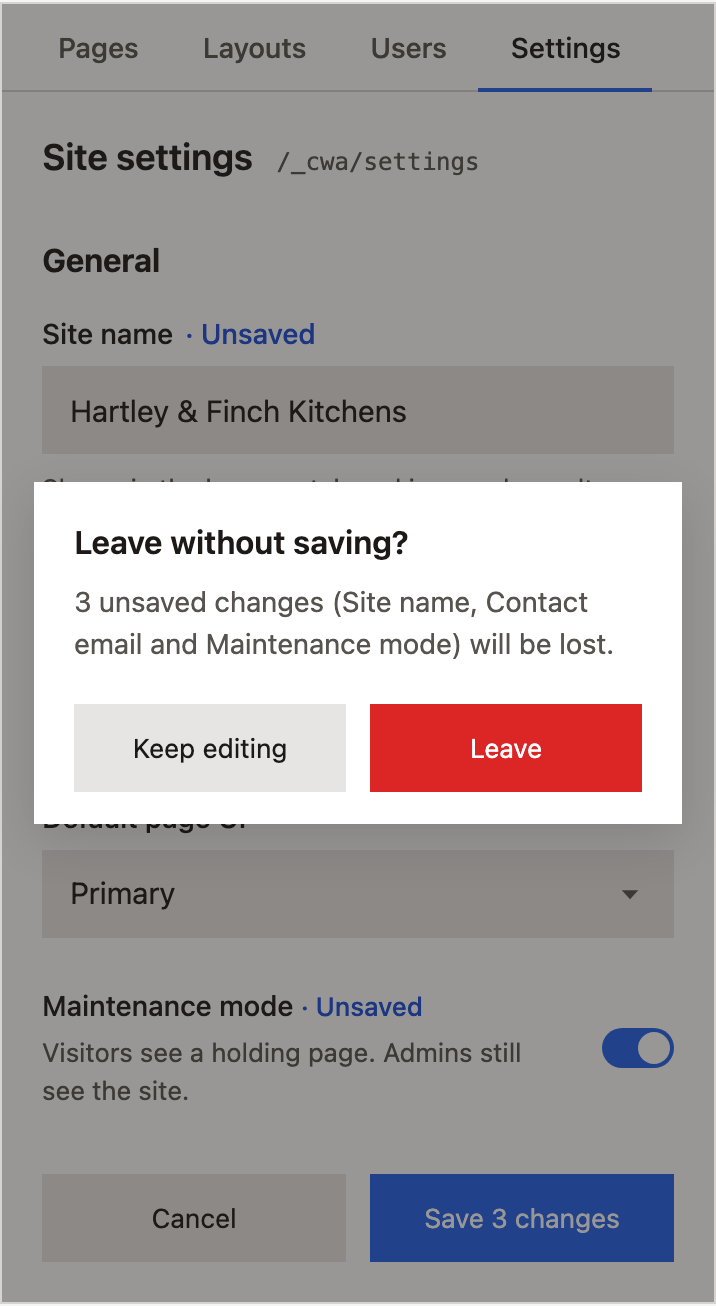 Pages Layouts Users Settings
Site settings /_cwa/settings
General
Site name · Unsaved
Hartley & Finch Kitchens
Leave without saving?
3 unsaved changes (Site name, Contact
email and Maintenance mode) will be lost.
Keep editing Leave
Default page
Primary
Maintenance mode · Unsaved
Visitors see a holding page. Admins still
see the site.
Cancel Save 3 changes